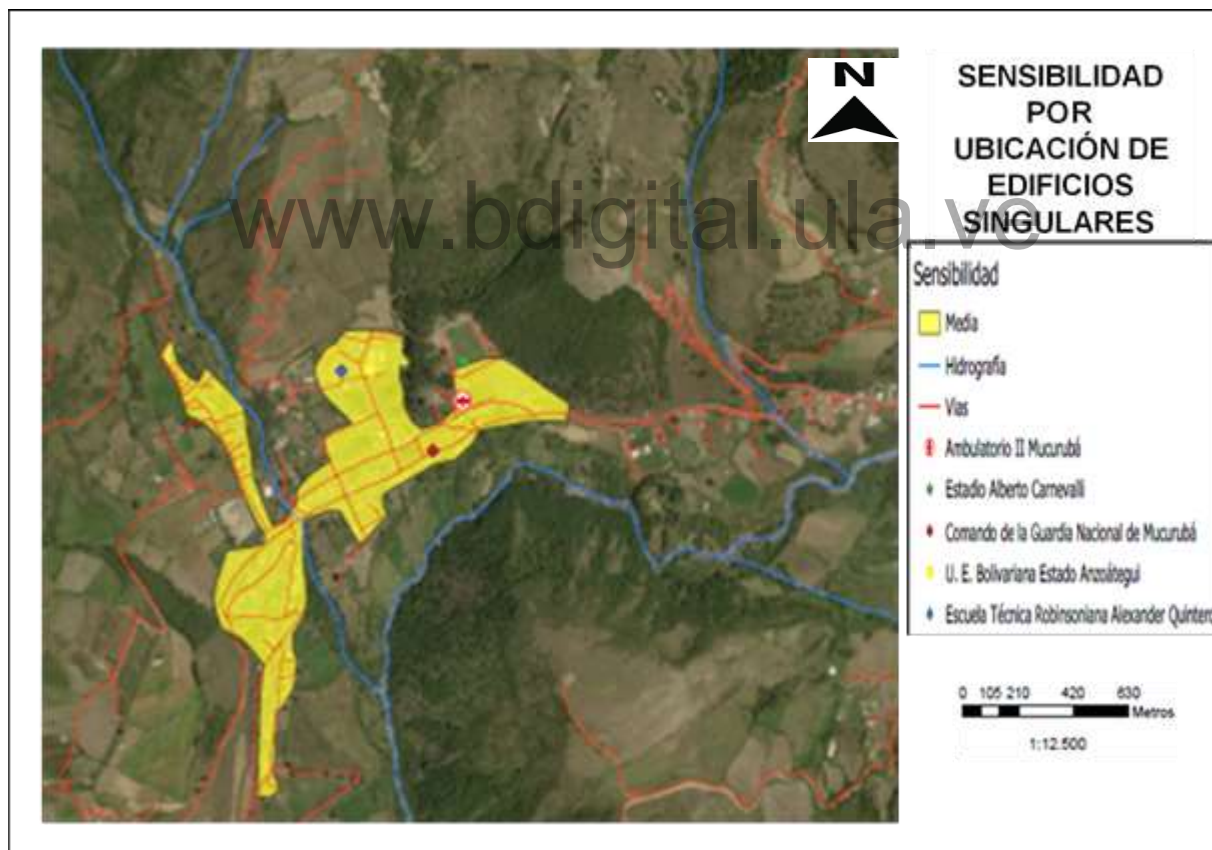 N
SENSIBILIDAD
POR
UBICACIÓN DE
EDIFICIOS
SINGULARES
www.bdigital.ula.ve
Sensibilidad
Media
Hidrografía
Vías
Ambulatorio II Mucurubá
Estadio Alberto Carnevalli
Comando de la Guardia Nacional de Mucurubá
U. E. Bolivariana Estado Anzoátegui
Escuela Técnica Robinsoniana Alexander Quintero
0 105 210 420 630
Metros
1:12.500